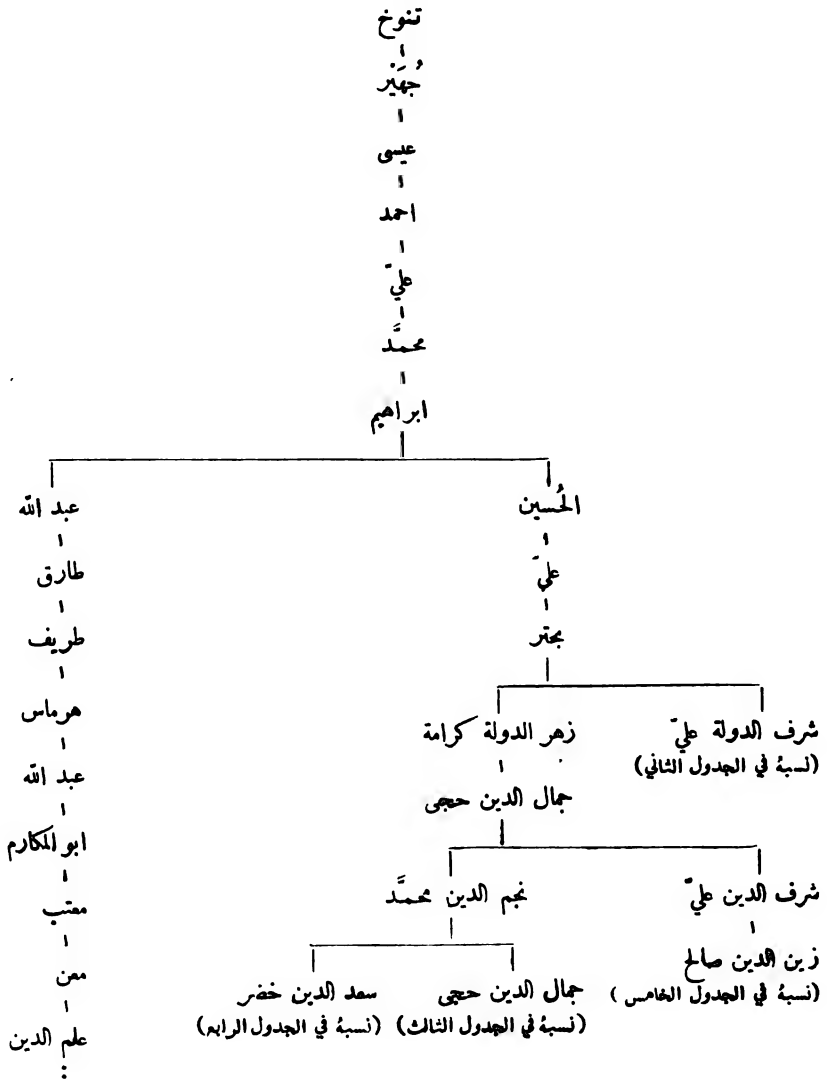 تنوخ
جُهَيْر
عيسى
احمد
عليّ
محمَّد
ابراهيم
الحُسين
عبد الله
عليّ
طارق
بحتر
طريف
شرف الدولة عليّ
زهر الدولة كرامة
هرماس
(نسبهُ في الجدول الثاني)
عبد الله
جمال الدين حجى
ابو المكارم
شرف الدين عليّ
نجم الدين محمَّد
معتب
زين الدين صالح
معن
(نسبهُ في الجدول الخامس)
جمال الدين حجى
سعد الدين خضر
(نسبهُ في الجدول الثالث)
(نسبهُ في الجدول الرابع)
علم الدين